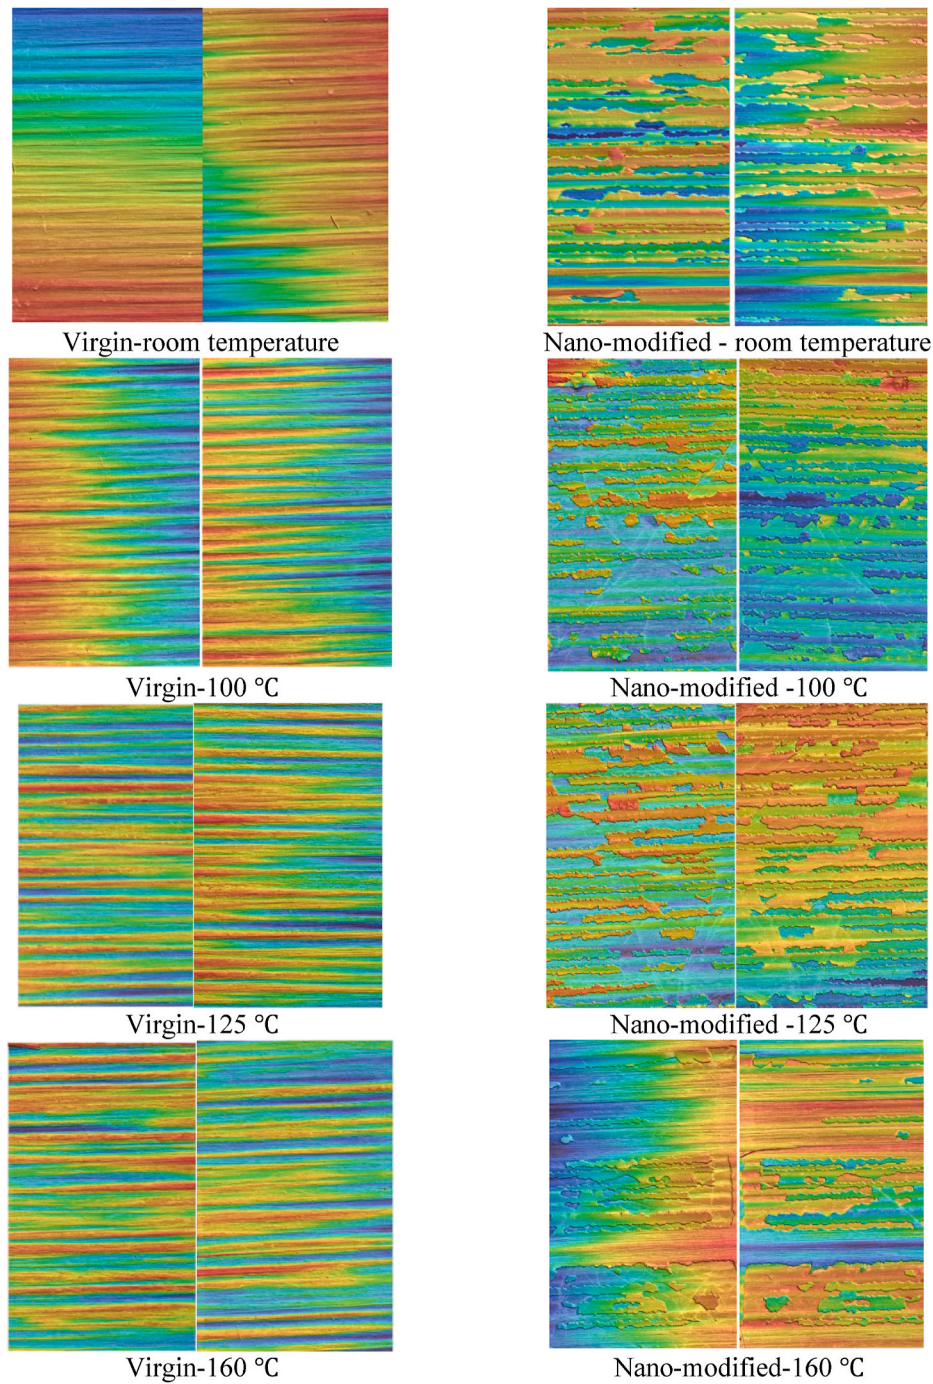 Virgin-room temperature
Nano-modified - room temperature
Virgin-100 ℃
Nano-modified -100 ℃
Virgin-125 ℃
Nano-modified -125 ℃
Virgin-160 ℃
Nano-modified-160 ℃